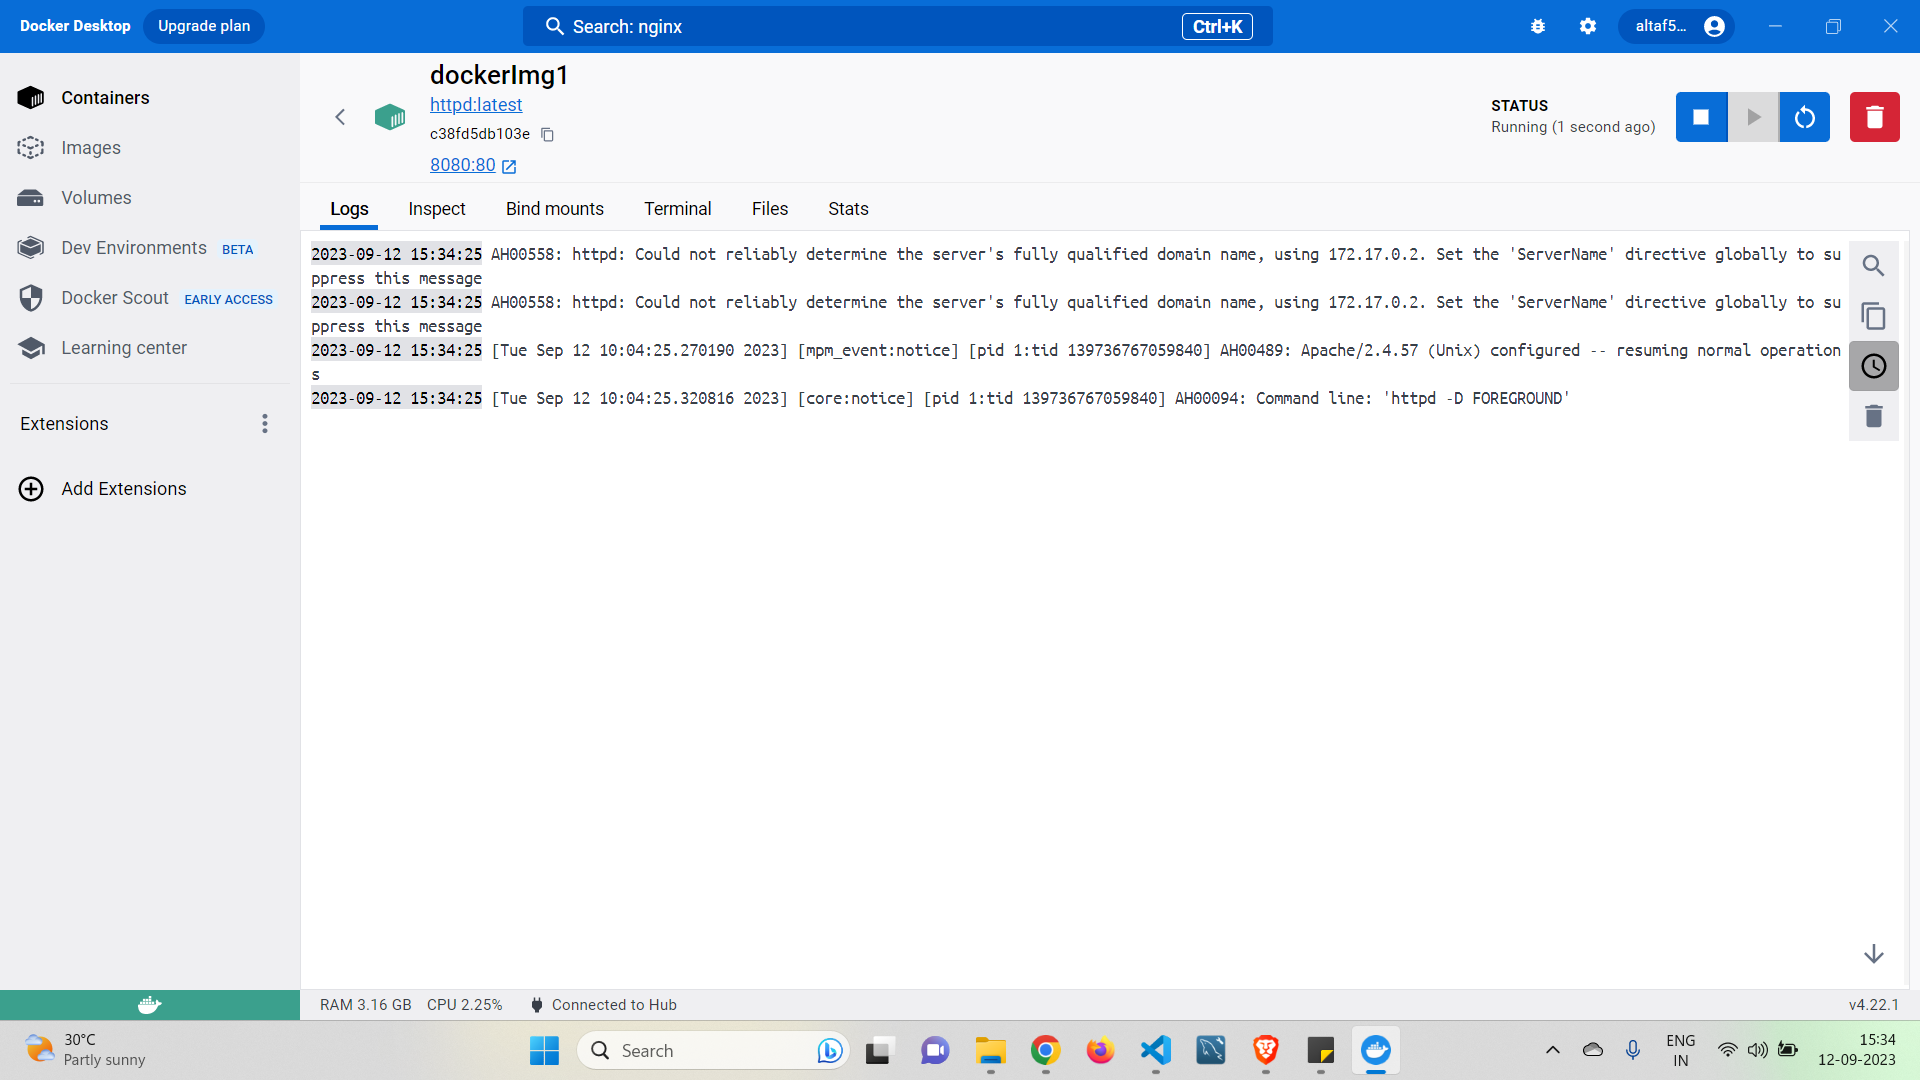 Docker Desktop
Upgrade plan
Search: nginx
Ctrl+K
altaf5...
Containers
Images
Volumes
Dev Environments BETA
Docker Scout EARLY ACCESS
Learning center
Extensions
Add Extensions
dockerImg1
httpd:latest
c38fd5db103e
8080:80
STATUS
Running (1 second ago)
Logs
Inspect
Bind mounts
Terminal
Files
Stats
2023-09-12 15:34:25 AH00558: httpd: Could not reliably determine the server's fully qualified domain name, using 172.17.0.2. Set the 'ServerName' directive globally to su
ppress this message
2023-09-12 15:34:25 AH00558: httpd: Could not reliably determine the server's fully qualified domain name, using 172.17.0.2. Set the 'ServerName' directive globally to su
ppress this message
2023-09-12 15:34:25 [Tue Sep 12 10:04:25.270190 2023] [mpm_event:notice] [pid 1:tid 139736767059840] AH00489: Apache/2.4.57 (Unix) configured -- resuming normal operation
s
2023-09-12 15:34:25 [Tue Sep 12 10:04:25.320816 2023] [core:notice] [pid 1:tid 139736767059840] AH00094: Command line: 'httpd -D FOREGROUND'
RAM 3.16 GB
CPU 2.25%
Connected to Hub
v4.22.1
30°C
Partly sunny
Search
ENG
IN
15:34
12-09-2023